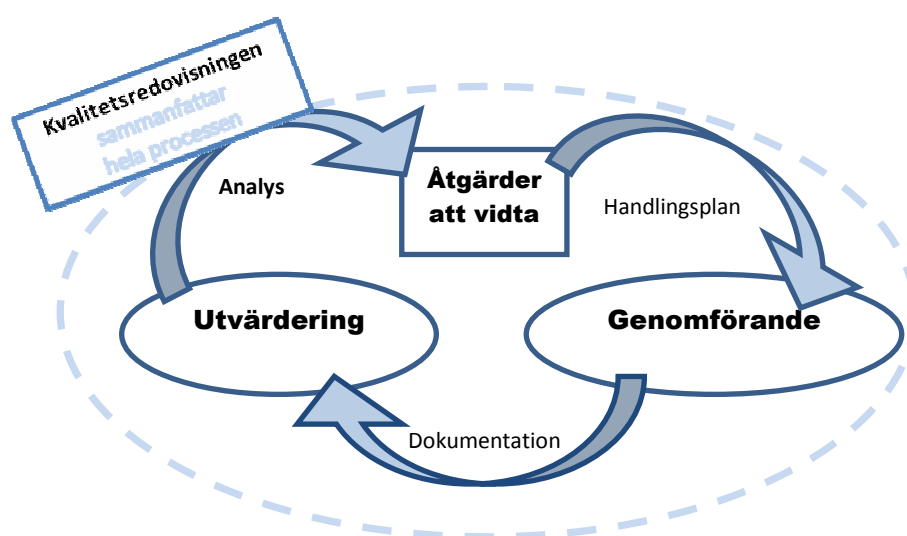 Kvalitetsredovisningen
sammanfattar
hela processen
Analys
Åtgärder
att vidta
Handlingsplan
Utvärdering
Genomförande
Dokumentation